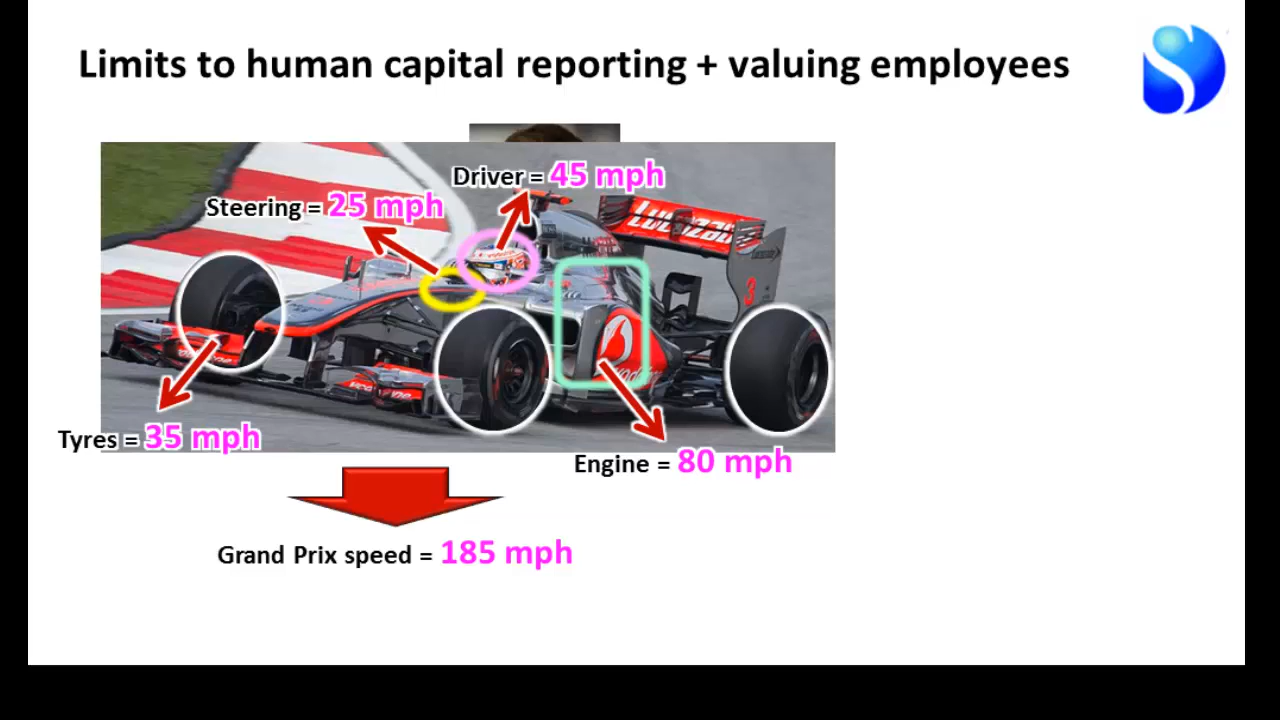 Limits to human capital reporting + valuing employees
Driver = 45 mph
Steering = 25 mph
Tyres = 35 mph
Engine = 80 mph
Grand Prix speed = 185 mph